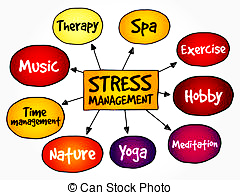 Therapy
Spa
Music
Exercise
STRESS
MANAGEMENT
Hobby
Time
management
Nature
Yoga
Meditation
© Can Stock Photo